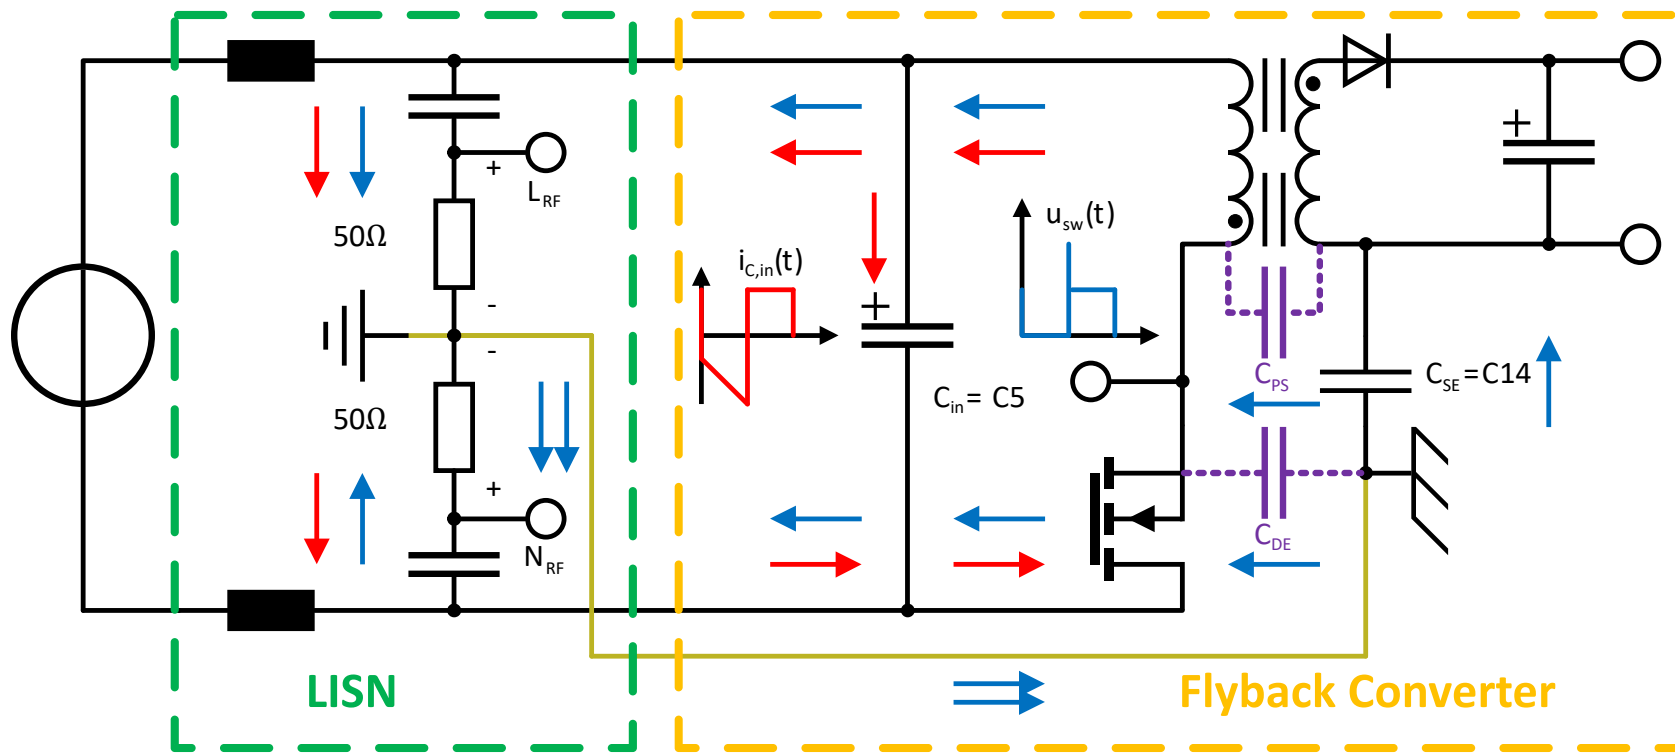 +
L_RF
50Ω
-
-
50Ω
+
N_RF
LISN
i_C,in(t)
+
C_in = C5
u_sw(t)
+
C_PS
C_SE = C14
C_DE
Flyback Converter